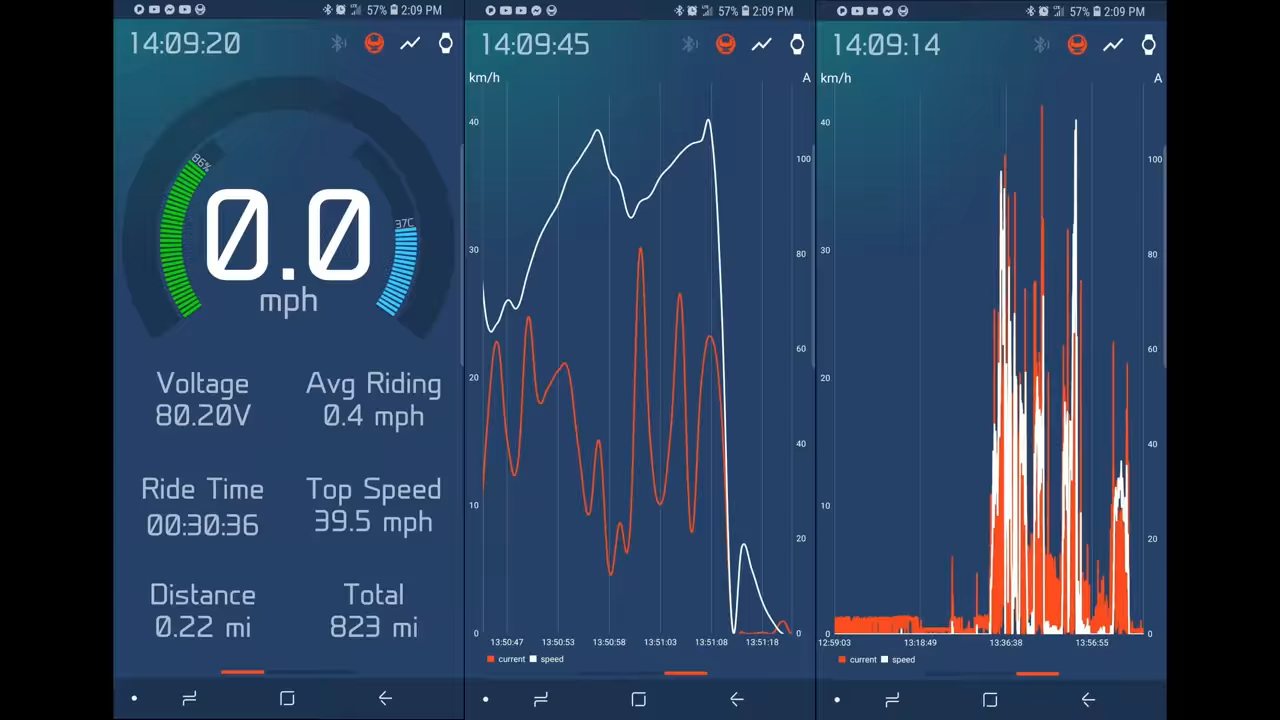 57% 2:09 PM
14:09:20
86%
37C
0.0
mph
Voltage
80.20V
Avg Riding
0.4 mph
Ride Time
00:30:36
Top Speed
39.5 mph
Distance
0.22 mi
Total
823 mi
57% 2:09 PM
14:09:45
km/h A
40
100
30
80
60
20
40
10
20
0 0
13:50:47 13:50:53 13:50:58 13:51:03 13:51:08 13:51:18
current speed
57% 2:09 PM
14:09:14
km/h A
40
100
30
80
60
20
40
10
20
0 0
12:59:03 13:18:49 13:36:38 13:56:55
current speed